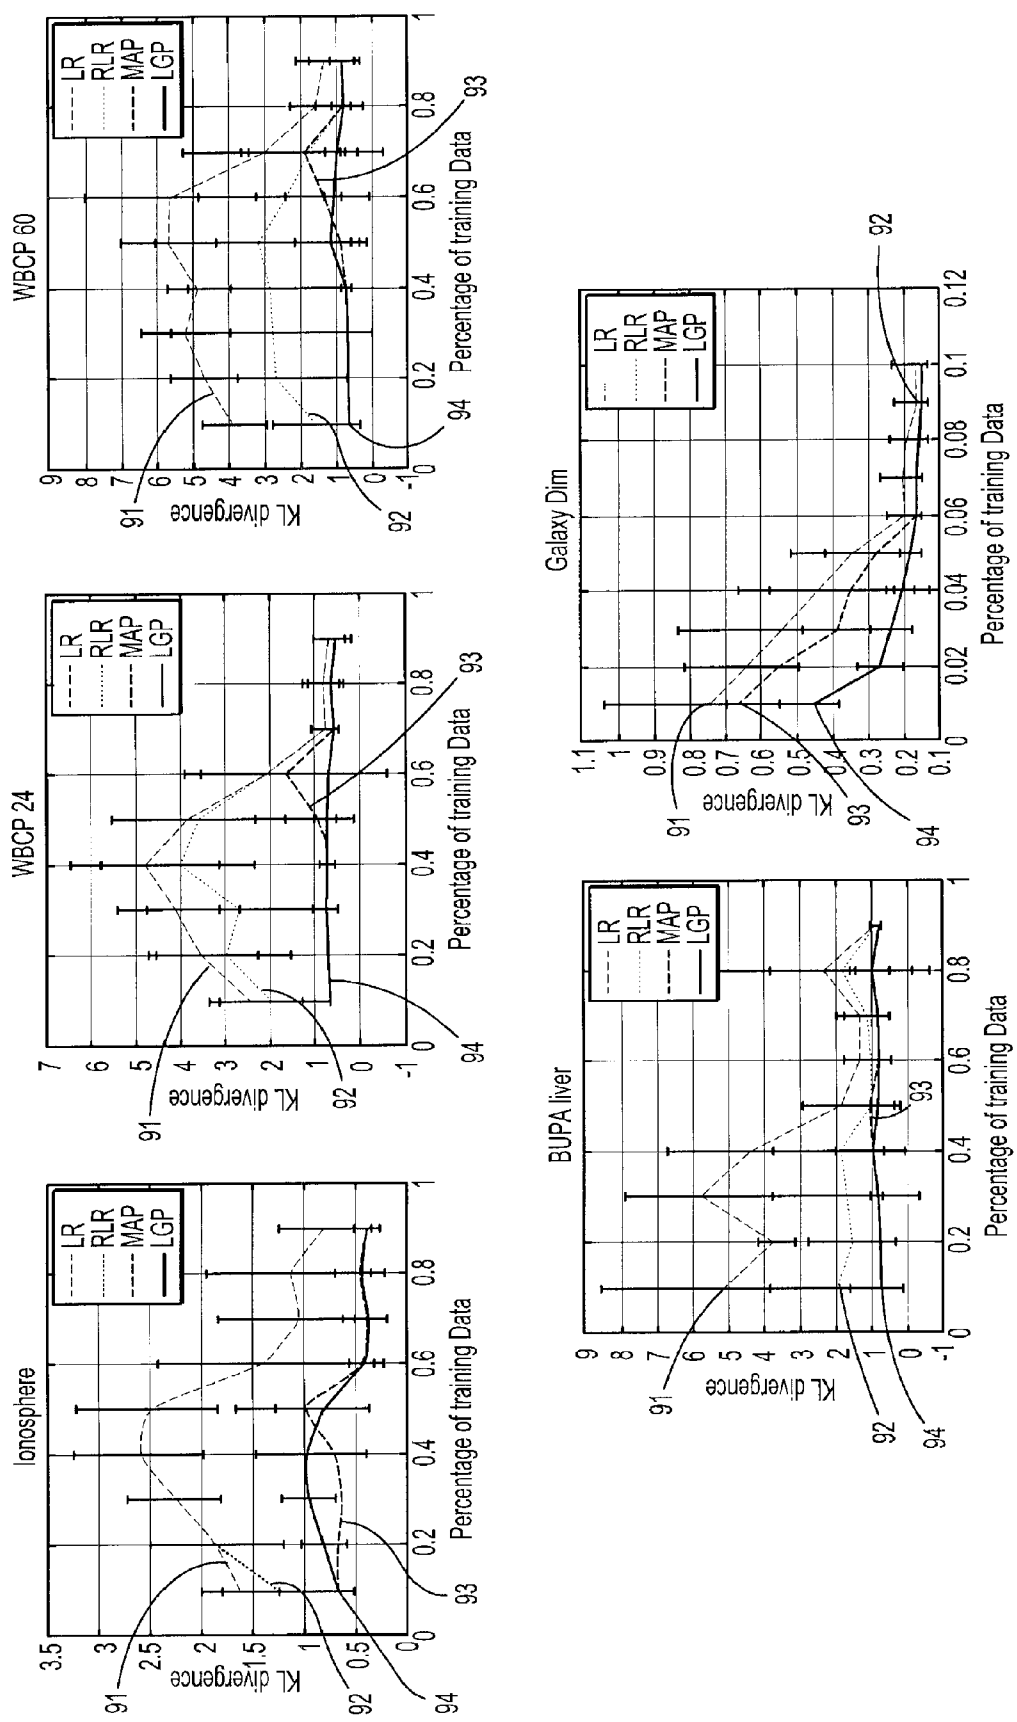 Ionosphere
3.5
3
2.5
2
1.5
1
0.5
0
KL divergence
LR
RLR
MAP
LGP
91
92
94
93
0
0.2
0.4
0.6
0.8
1
Percentage of training Data
WBCP 24
7
6
5
4
3
2
1
0
-1
KL divergence
LR
RLR
MAP
LGP
91
92
94
93
0
0.2
0.4
0.6
0.8
1
Percentage of training Data
WBCP 60
9
8
7
6
5
4
3
2
1
0
-1
KL divergence
LR
RLR
MAP
LGP
91
92
94
93
0
0.2
0.4
0.6
0.8
1
Percentage of training Data
BUPA liver
9
8
7
6
5
4
3
2
1
0
-1
KL divergence
LR
RLR
MAP
LGP
91
92
94
93
0
0.2
0.4
0.6
0.8
1
Percentage of training Data
Galaxy Dim
1.1
1
0.9
0.8
0.7
0.6
0.5
0.4
0.3
0.2
0.1
KL divergence
LR
RLR
MAP
LGP
91
93
94
92
0
0.02
0.04
0.06
0.08
0.1
0.12
Percentage of training Data